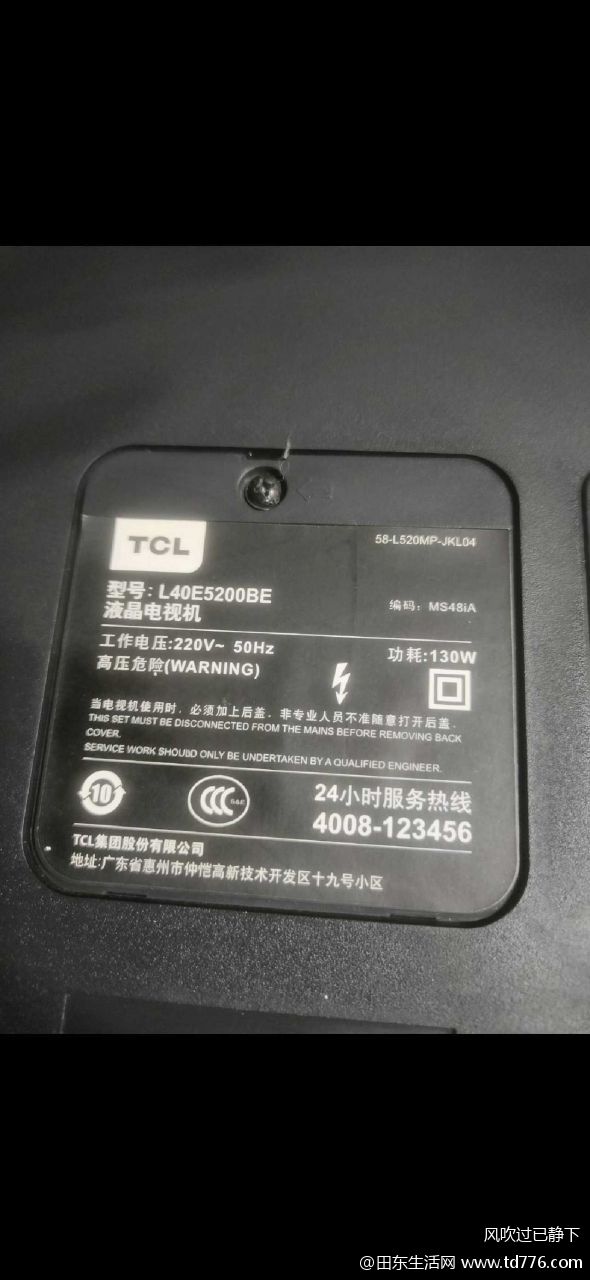 TCL
58-L520MP-JKL04
型号: L40E5200BE
液晶电视机
编码: MS48iA
工作电压:220V~ 50Hz
功耗:130W
高压危险(WARNING)
当电视机使用时, 必须加上后盖. 非专业人员不准随意打开后盖.
THIS SET MUST BE DISCONNECTED FROM THE MAINS BEFORE REMOVING BACK
COVER.
SERVICE WORK SHOULD ONLY BE UNDERTAKEN BY A QUALIFIED ENGINEER.
10
CCC S&E
24小时服务热线
4008-123456
TCL集团股份有限公司
地址:广东省惠州市仲恺高新技术开发区十九号小区
风吹过已静下
@田东生活网 www.td776.com